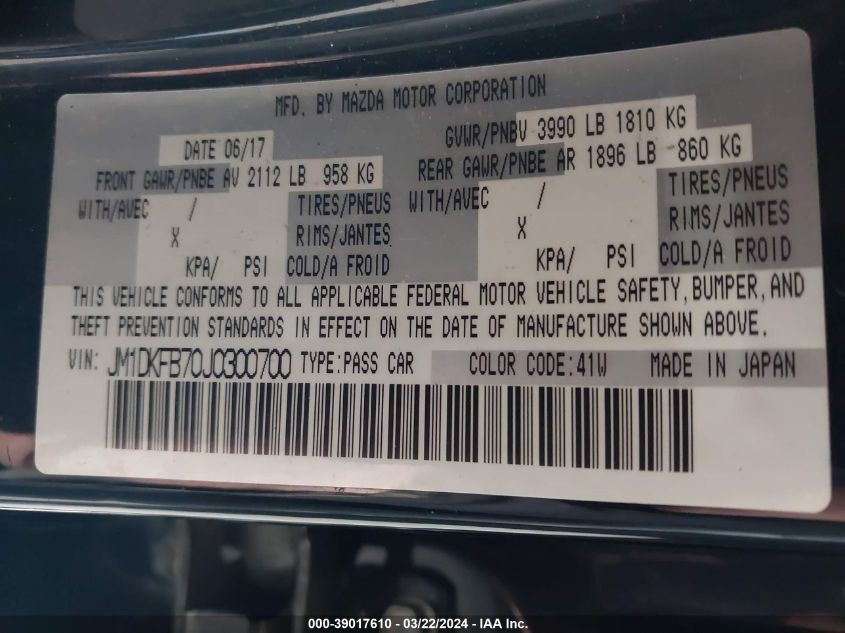 MFD. BY MAZDA MOTOR CORPORATION
DATE 06/17 GVWR/PNBV 3990 LB 1810 KG
FRONT GAWR/PNBE AV 2112 LB 958 KG REAR GAWR/PNBE AR 1896 LB 860 KG
WITH/AVEC / TIRES/PNEUS WITH/AVEC / TIRES/PNEUS
X RIMS/JANTES X RIMS/JANTES
KPA/ PSI COLD/A FROID KPA/ PSI COLD/A FROID
THIS VEHICLE CONFORMS TO ALL APPLICABLE FEDERAL MOTOR VEHICLE SAFETY, BUMPER, AND
THEFT PREVENTION STANDARDS IN EFFECT ON THE DATE OF MANUFACTURE SHOWN ABOVE.
VIN: JM1DKFB70J0300700 TYPE:PASS CAR COLOR CODE:41W MADE IN JAPAN
000-39017610 - 03/22/2024 - IAA Inc.